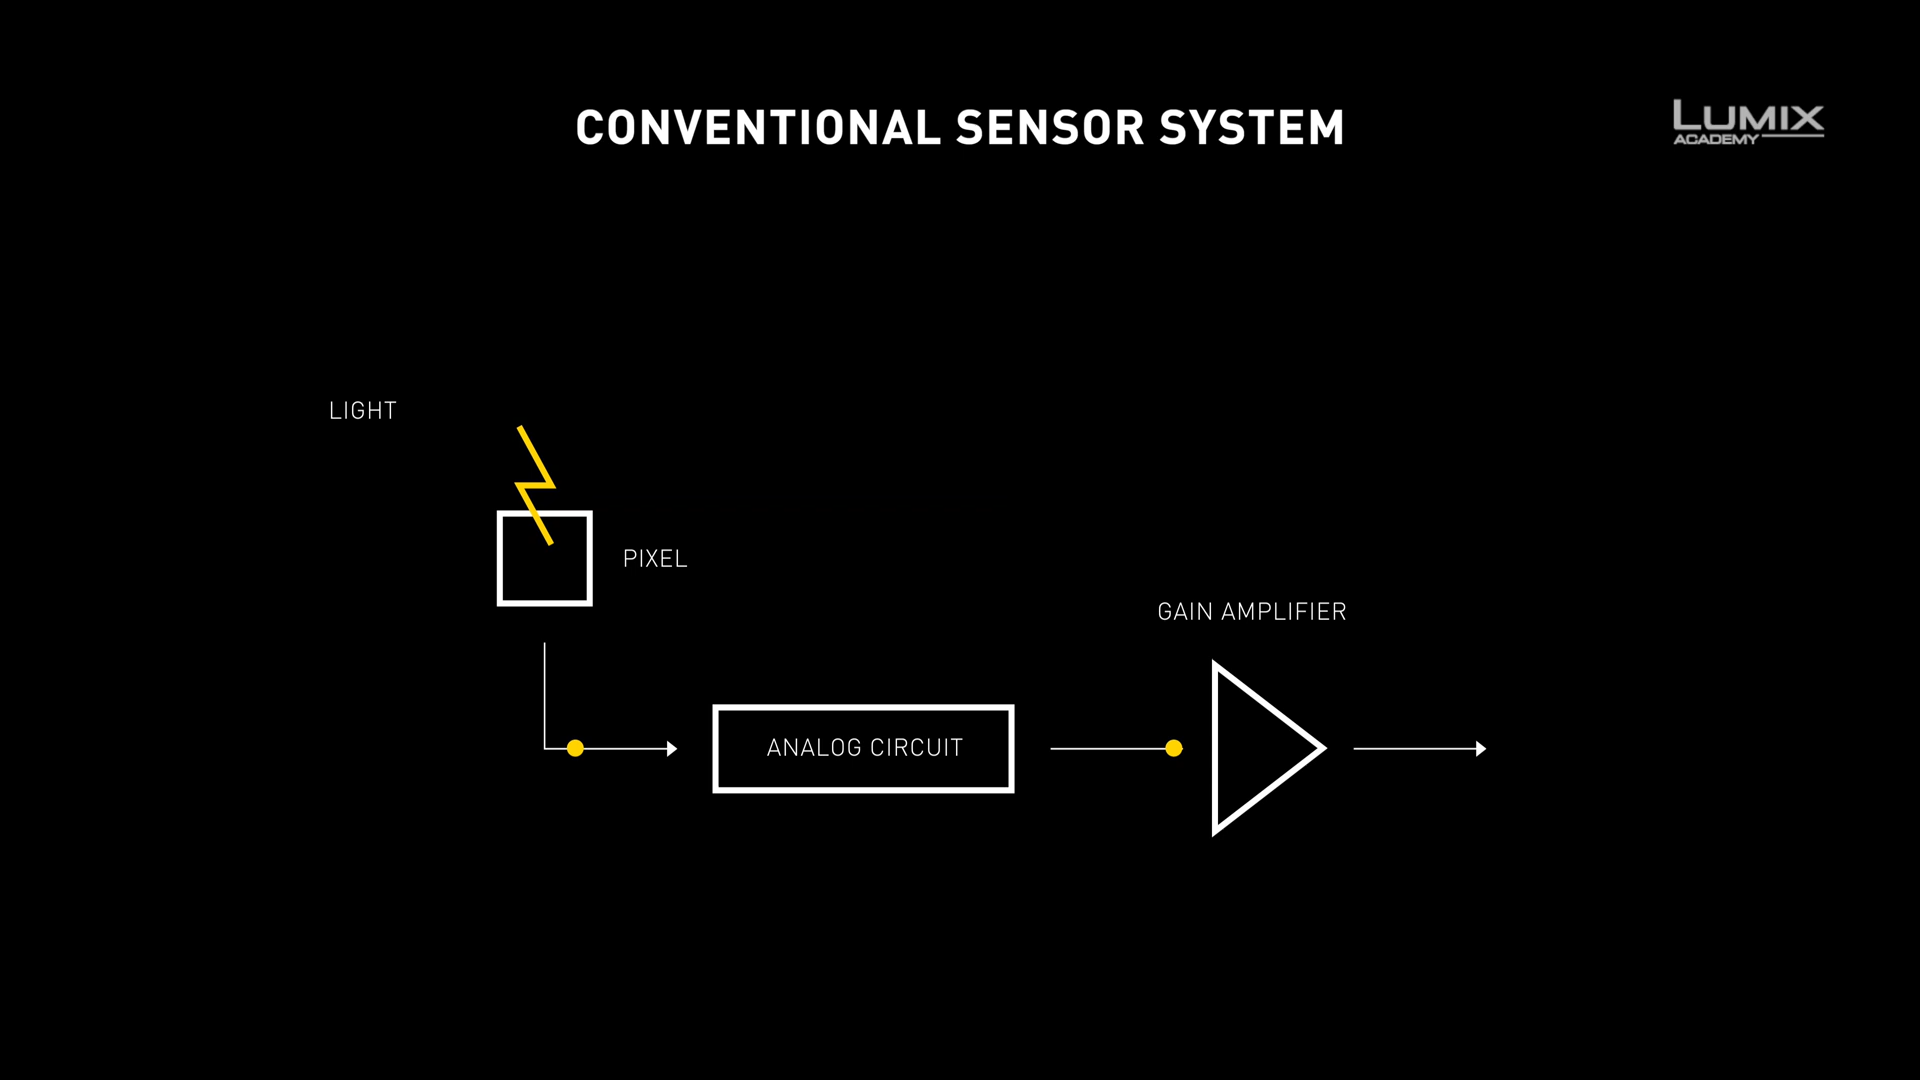 CONVENTIONAL SENSOR SYSTEM
LUMIX
ACADEMY
LIGHT
PIXEL
GAIN AMPLIFIER
ANALOG CIRCUIT